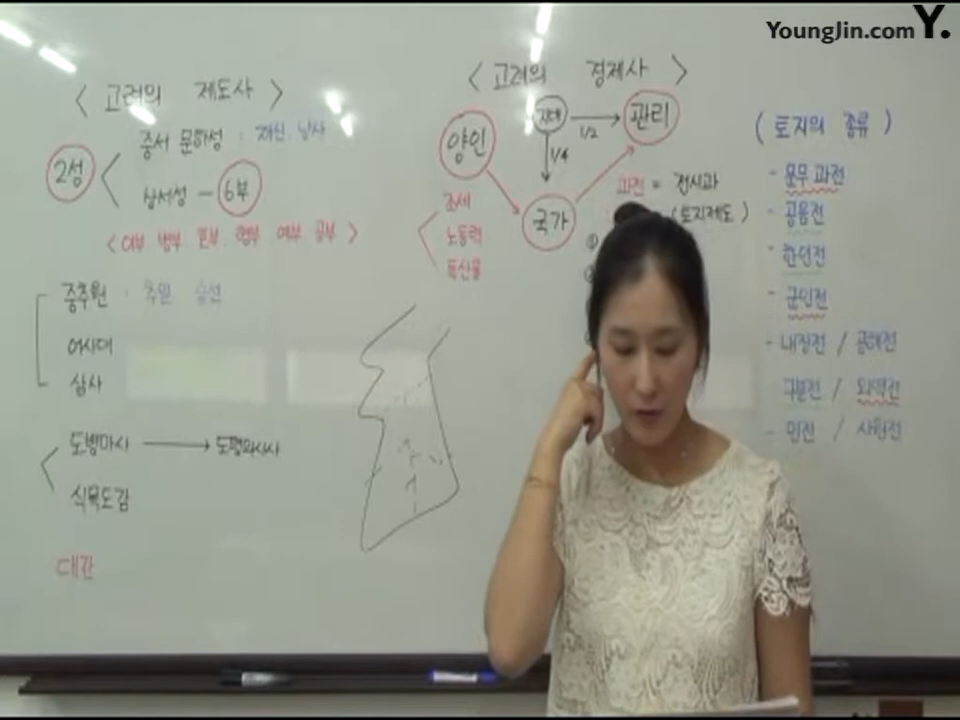 YoungJin.com Y.
< 고려의 제도사 >
2성
중서 문하성 : 재신, 낭사
상서성 - 6부
< 이부 병부 호부 형부 예부 공부 >
중추원 : 추밀 승선
어사대
삼사
도병마사 → 도평의사사
식목도감
대간
< 고려의 경제사 >
양인
관리
1/2
1/4
국가
조세
노동력
특산물
과전 = 전시과
(토지제도)
①
(토지의 종류)
- 문무 과전
- 공음전
- 한인전
- 군인전
- 내장전 / 공해전
구분전 / 외역전
- 민전 / 사원전